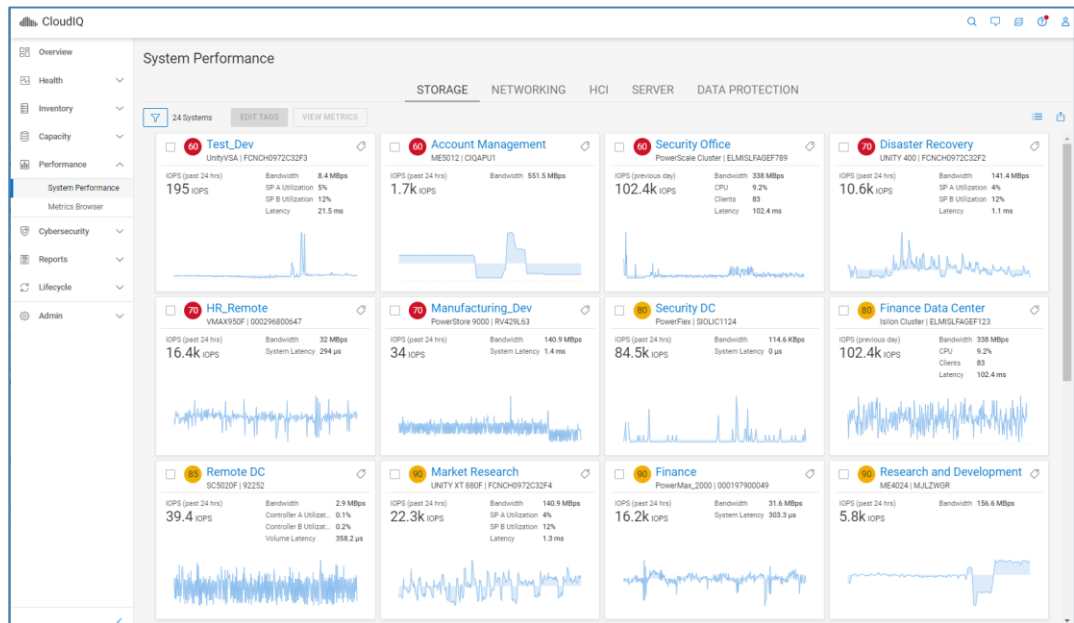 CloudIQ
Overview
Health
Inventory
Capacity
Performance
System Performance
Metrics Browser
Cybersecurity
Reports
Lifecycle
Admin
System Performance
STORAGE NETWORKING HCI SERVER DATA PROTECTION
24 Systems EDIT TAGS VIEW METRICS
60 Test_Dev
UnityVSA | FCNCH0972C32F3
IOPS (past 24 hrs)
195 IOPS
Bandwidth 8.4 MBps
SP A Utilization 5%
SP B Utilization 12%
Latency 21.5 ms
60 Account Management
ME5012 | CIQAPU1
IOPS (past 24 hrs)
1.7k IOPS
Bandwidth 551.5 MBps
60 Security Office
PowerScale Cluster | ELMISLFAGEF789
IOPS (previous day)
102.4k IOPS
Bandwidth 338 MBps
CPU 9.2%
Clients 83
Latency 102.4 ms
70 Disaster Recovery
UNITY 400 | FCNCH0972C32F2
IOPS (past 24 hrs)
10.6k IOPS
Bandwidth 141.4 MBps
SP A Utilization 4%
SP B Utilization 12%
Latency 1.1 ms
70 HR_Remote
VMAX950F | 000296800647
IOPS (past 24 hrs)
16.4k IOPS
Bandwidth 32 MBps
System Latency 294 µs
70 Manufacturing_Dev
PowerStore 9000 | RV429L63
IOPS (past 24 hrs)
34 IOPS
Bandwidth 140.9 MBps
System Latency 1.4 ms
80 Security DC
PowerFlex | SIOLIC1124
IOPS (past 24 hrs)
84.5k IOPS
Bandwidth 114.6 KBps
System Latency 0 µs
80 Finance Data Center
Isilon Cluster | ELMISLFAGEF123
IOPS (previous day)
102.4k IOPS
Bandwidth 338 MBps
CPU 9.2%
Clients 83
Latency 102.4 ms
85 Remote DC
SC5020F | 92252
IOPS (past 24 hrs)
39.4 IOPS
Bandwidth 2.9 MBps
Controller A Utilizat... 0.1%
Controller B Utilizat... 0.2%
Volume Latency 358.2 µs
90 Market Research
UNITY XT 880F | FCNCH0972C32F4
IOPS (past 24 hrs)
22.3k IOPS
Bandwidth 140.9 MBps
SP A Utilization 4%
SP B Utilization 12%
Latency 1.3 ms
90 Finance
PowerMax_2000 | 000197900049
IOPS (past 24 hrs)
16.2k IOPS
Bandwidth 31.6 MBps
System Latency 303.3 µs
90 Research and Development
ME4024 | MJLZWGR
IOPS (past 24 hrs)
5.8k IOPS
Bandwidth 156.6 MBps